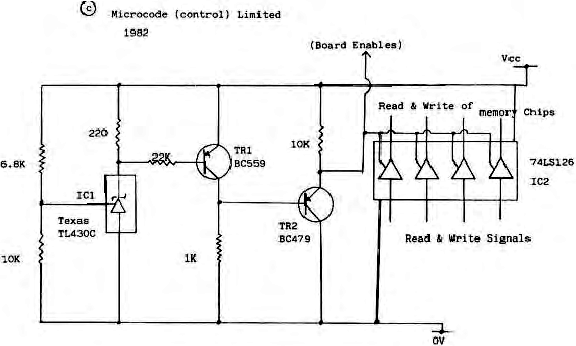 © Microcode (control) Limited
1982
(Board Enables)
Vcc
Read & Write of memory Chips
220
10K
TR1
BC559
22K
6.8K
74LS126
IC2
IC1
Texas
TL430C
TR2
BC479
Read & Write Signals
10K
1K
0V